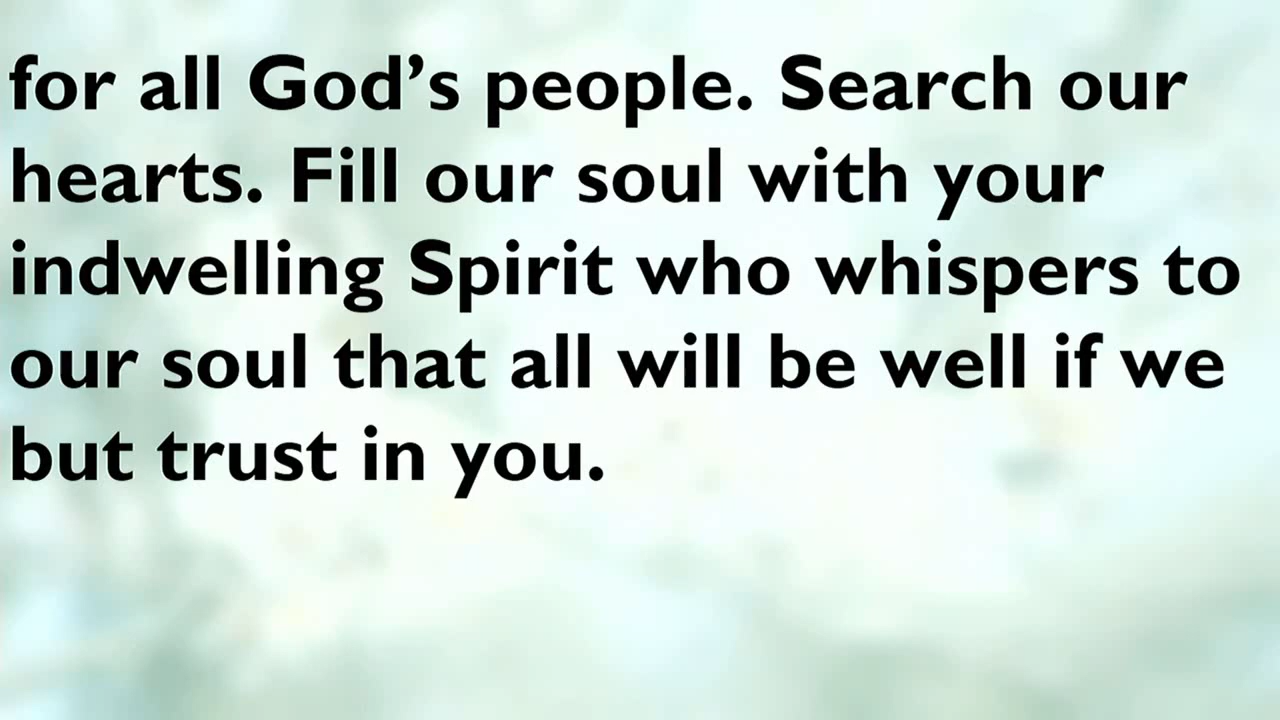 for all God’s people. Search our
hearts. Fill our soul with your
indwelling Spirit who whispers to
our soul that all will be well if we
but trust in you.